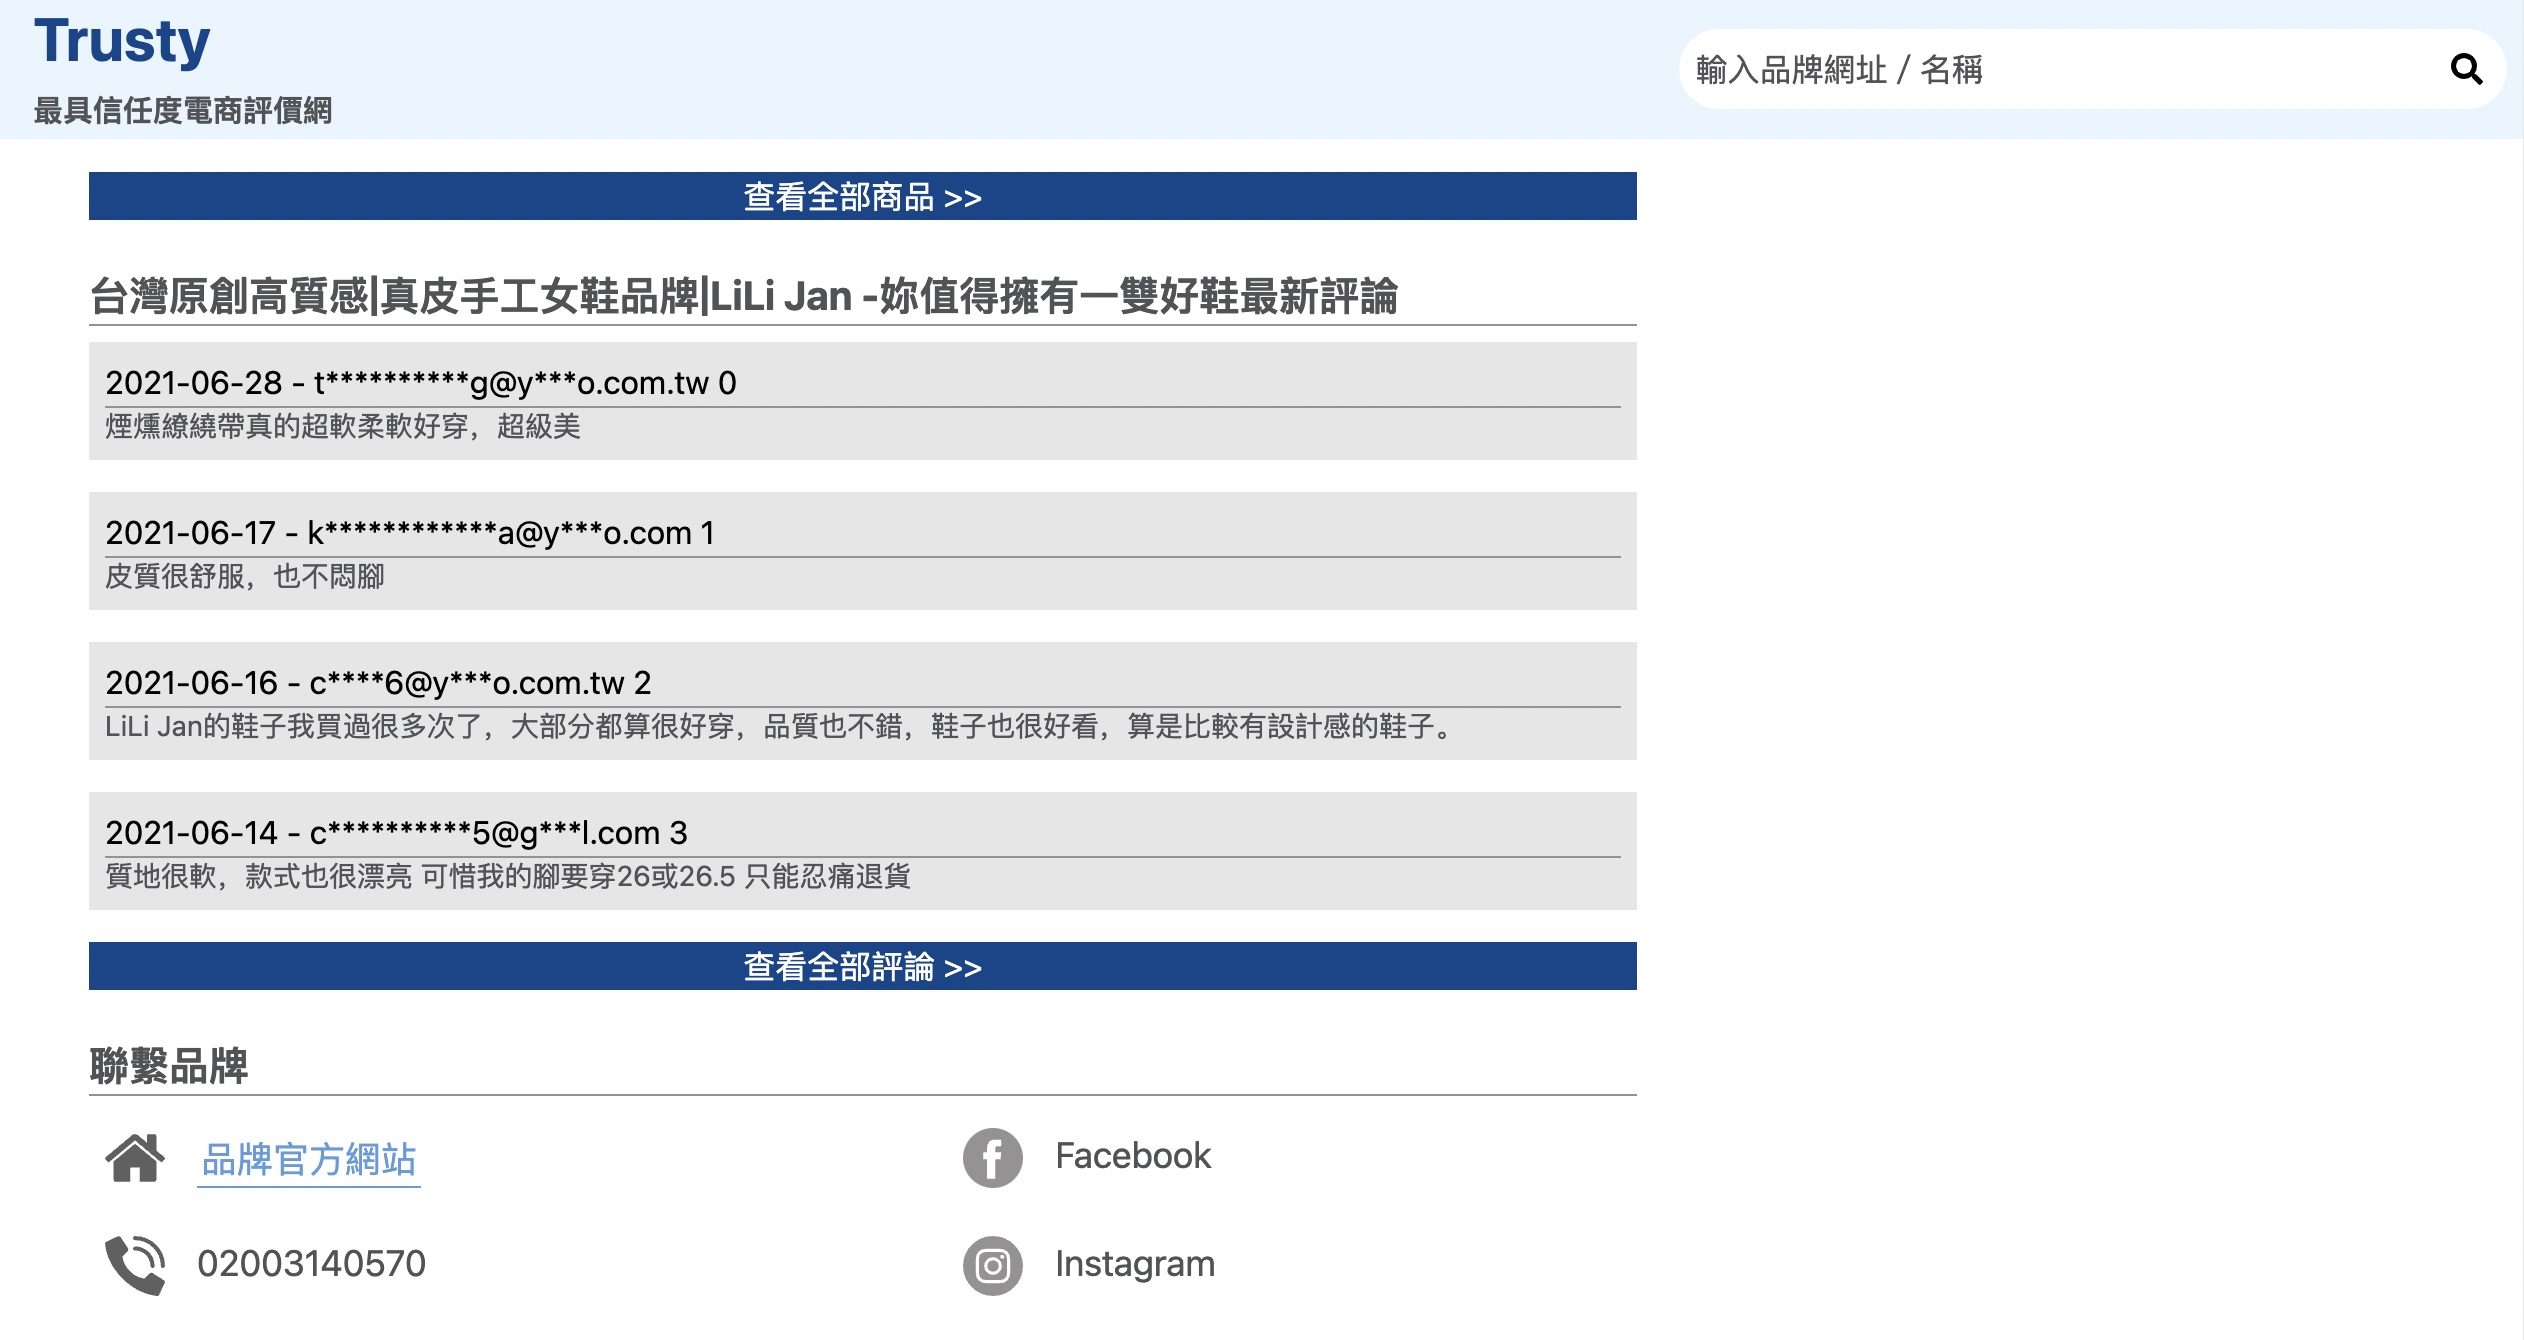 Trusty
最具信任度電商評價網
輸入品牌網址 / 名稱
查看全部商品 >>
台灣原創高質感|真皮手工女鞋品牌|LiLi Jan -妳值得擁有一雙好鞋最新評論
2021-06-28 - t**********g@y***o.com.tw 0
煙燻繚繞帶真的超軟柔軟好穿，超級美
2021-06-17 - k************a@y***o.com 1
皮質很舒服，也不悶腳
2021-06-16 - c****6@y***o.com.tw 2
LiLi Jan的鞋子我買過很多次了，大部分都算很好穿，品質也不錯，鞋子也很好看，算是比較有設計感的鞋子。
2021-06-14 - c**********5@g***l.com 3
質地很軟，款式也很漂亮 可惜我的腳要穿26或26.5 只能忍痛退貨
查看全部評論 >>
聯繫品牌
品牌官方網站
Facebook
02003140570
Instagram